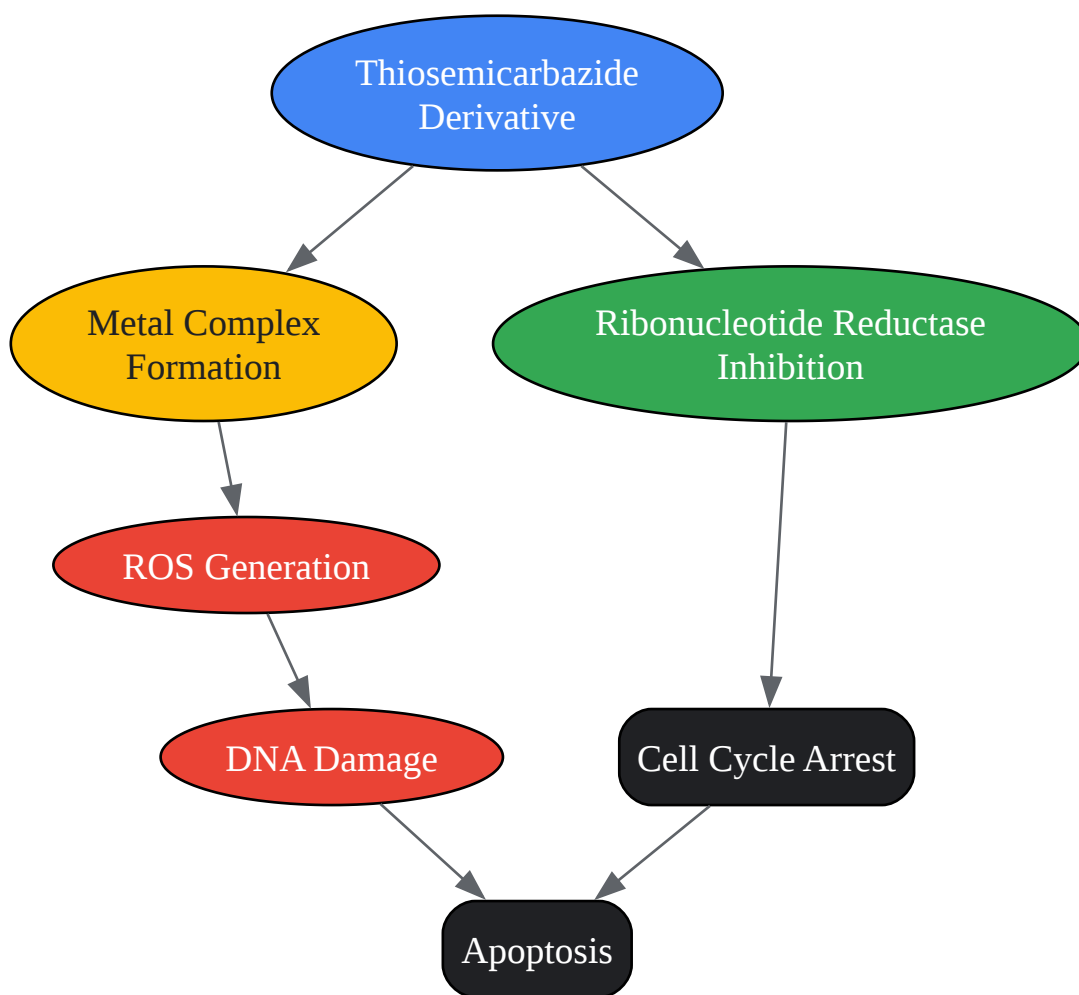 Thiosemicarbazide
Derivative
Metal Complex
Formation
Ribonucleotide Reductase
Inhibition
ROS Generation
DNA Damage
Cell Cycle Arrest
Apoptosis